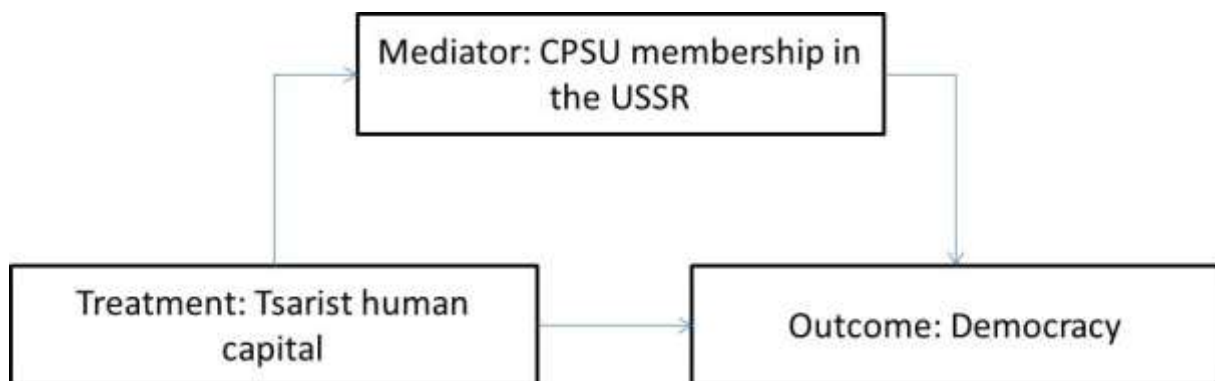 Mediator: CPSU membership in
the USSR
Treatment: Tsarist human
capital
Outcome: Democracy